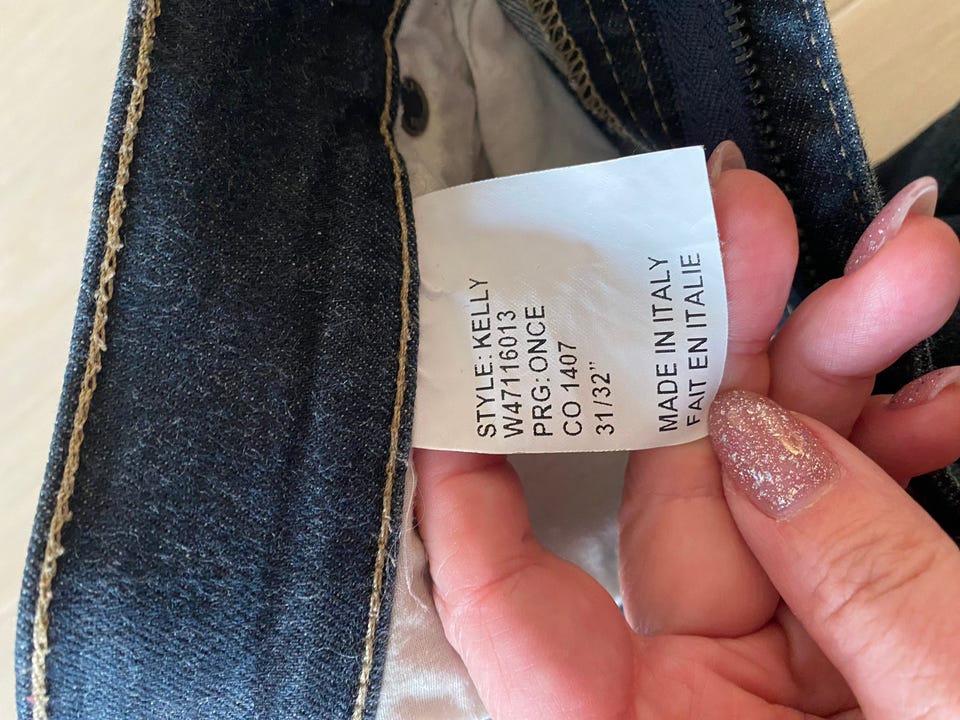 STYLE: KELLY
W47116013
PRG: ONCE
CO 1407
31/32"
MADE IN ITALY
FAIT EN ITALIE